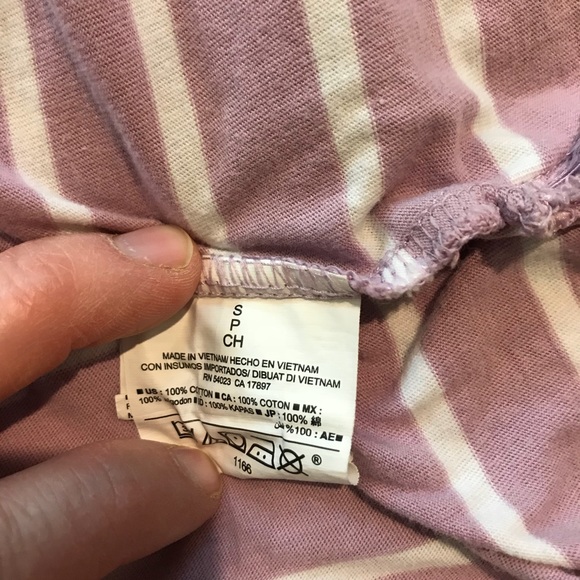 S
P
CH
MADE IN VIETNAM/ HECHO EN VIETNAM
CON INSUMOS IMPORTADOS/ DIBUAT DI VIETNAM
RN 54023 CA 17897
■ US : 100% COTTON ■ CA : 100% COTON ■ MX :
100% Algodon ■ ID : 100% KAPAS ■ JP : 100% 綿
%100 : AE ■
®
1166